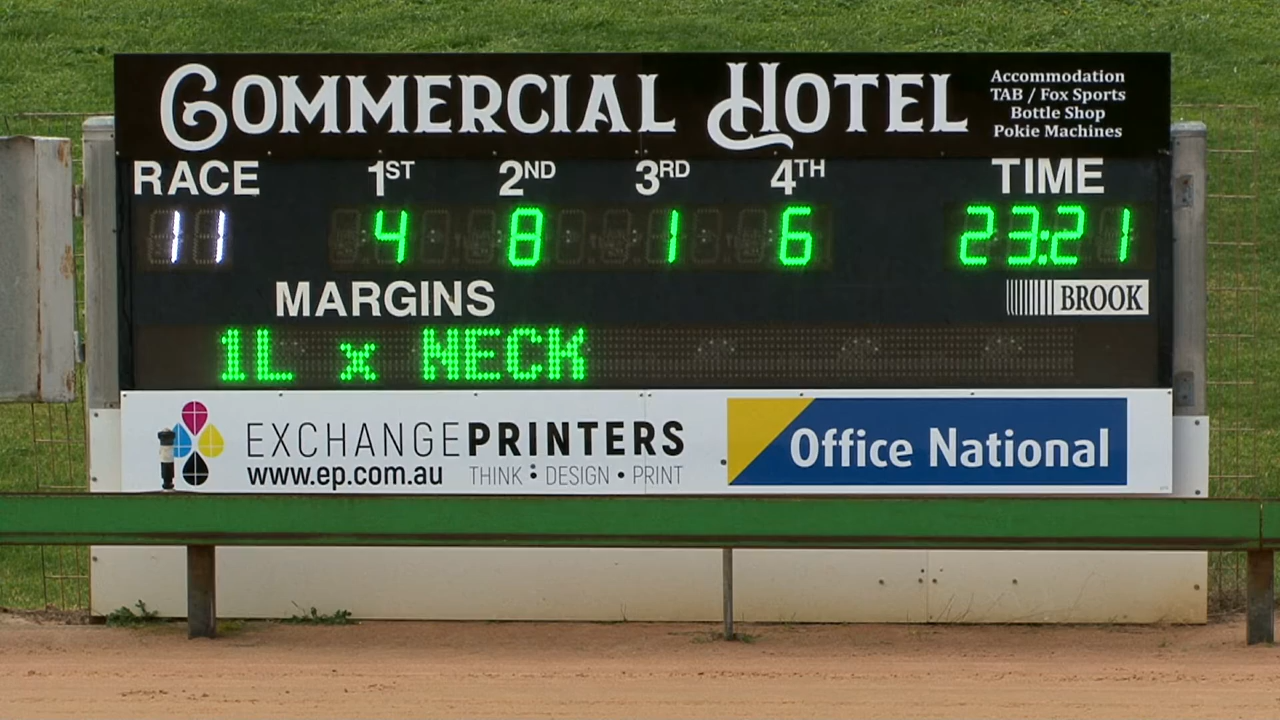 COMMERCIAL HOTEL
Accommodation
TAB / Fox Sports
Bottle Shop
Pokie Machines
RACE 1ST 2ND 3RD 4TH TIME
11 4 8 1 6 23:21
MARGINS
BROOK
1L x NECK
EXCHANGEPRINTERS
www.ep.com.au THINK : DESIGN • PRINT
Office National